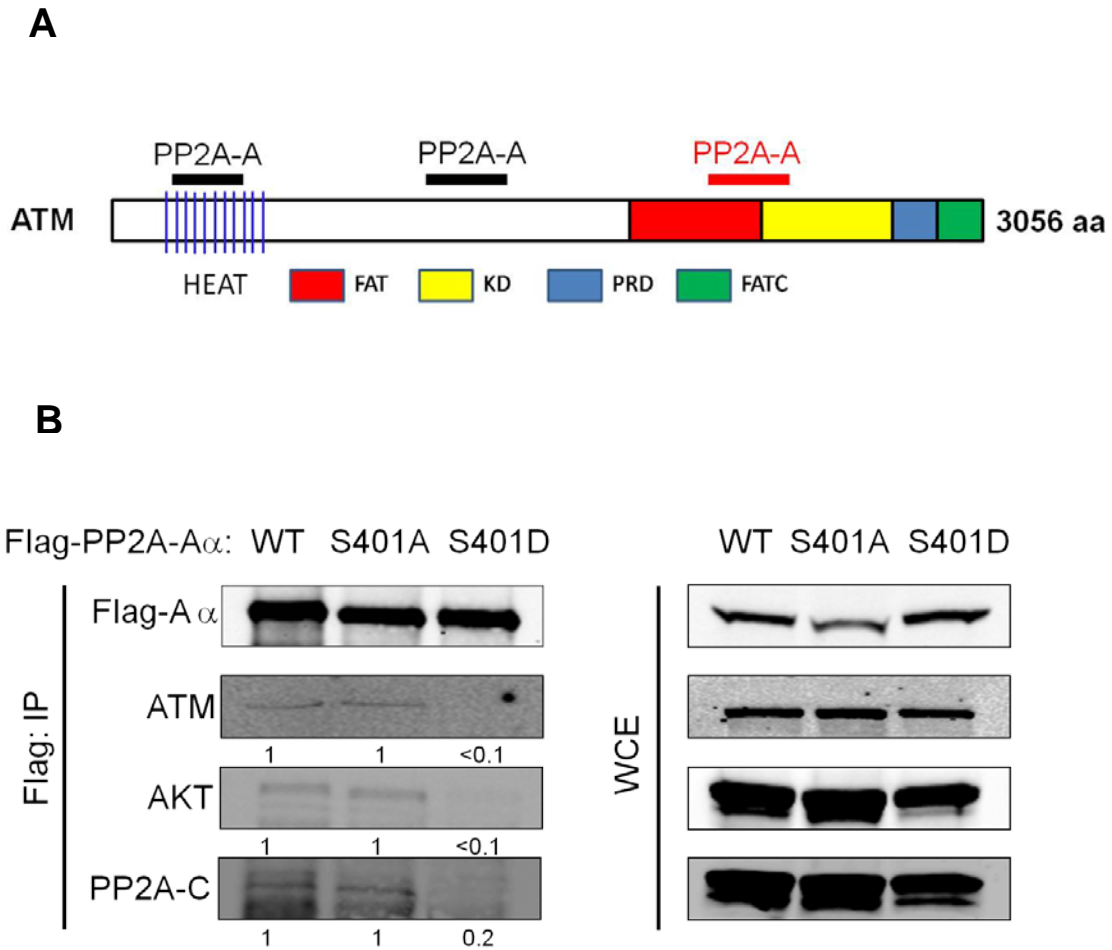 A
PP2A-A PP2A-A PP2A-A
ATM 3056 aa
HEAT FAT KD PRD FATC
B
Flag-PP2A-Aα: WT S401A S401D WT S401A S401D
Flag: IP
Flag-A α
ATM
1 1 <0.1
AKT
1 1 <0.1
PP2A-C
1 1 0.2
WCE